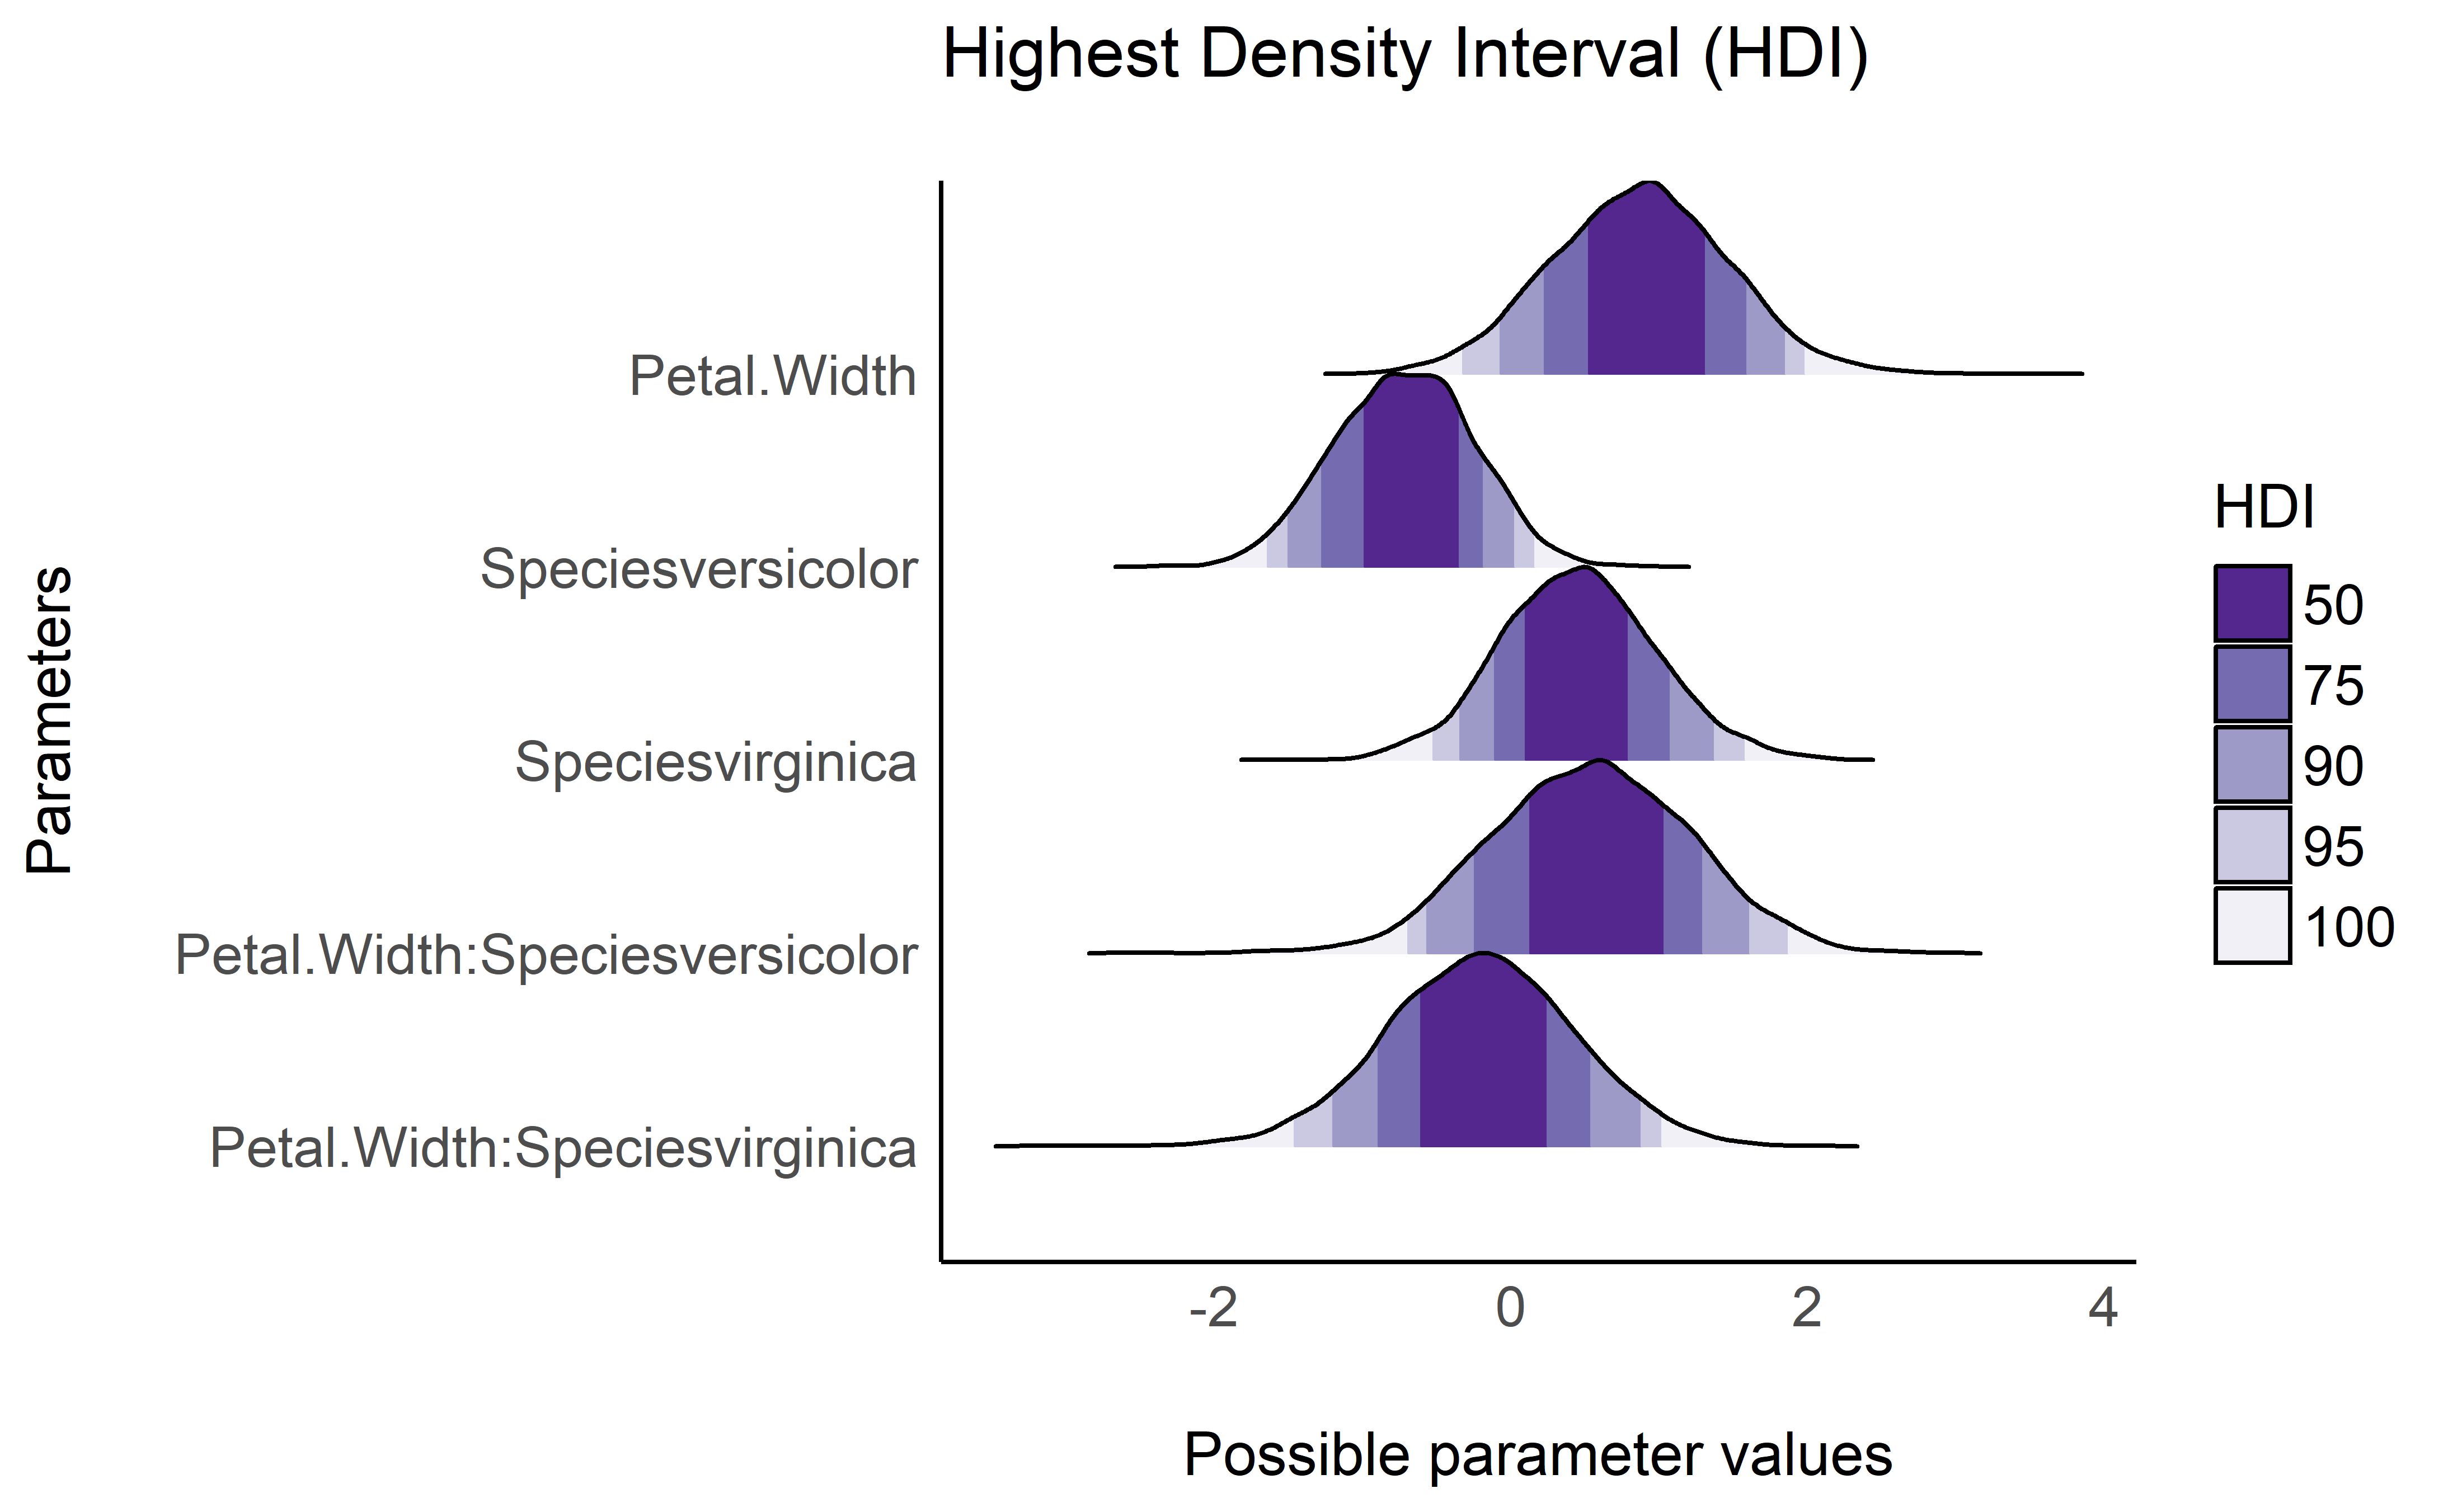 Highest Density Interval (HDI)
Parameters
Petal.Width
Speciesversicolor
Speciesvirginica
Petal.Width:Speciesversicolor
Petal.Width:Speciesvirginica
-2 0 2 4
Possible parameter values
HDI
50
75
90
95
100